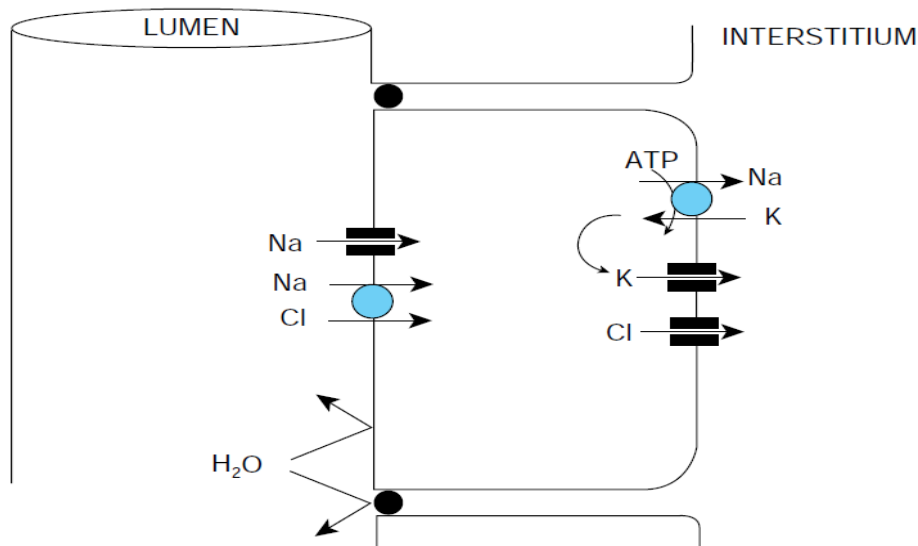 LUMEN
INTERSTITIUM
ATP
Na
K
Na
Na
K
Cl
Cl
H₂O